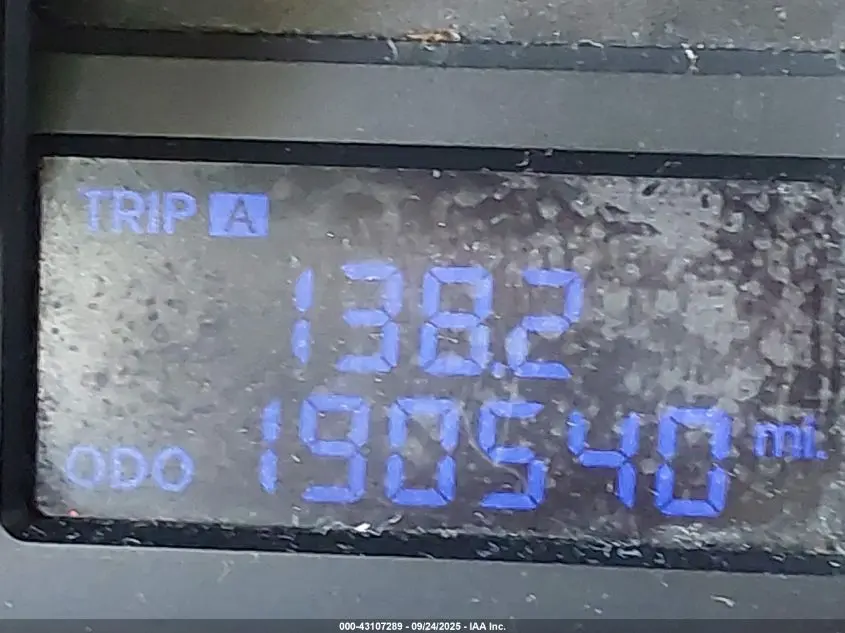 TRIP A
138.2
ODO 190540 mi.
000-43107289 - 09/24/2025 - IAA Inc.